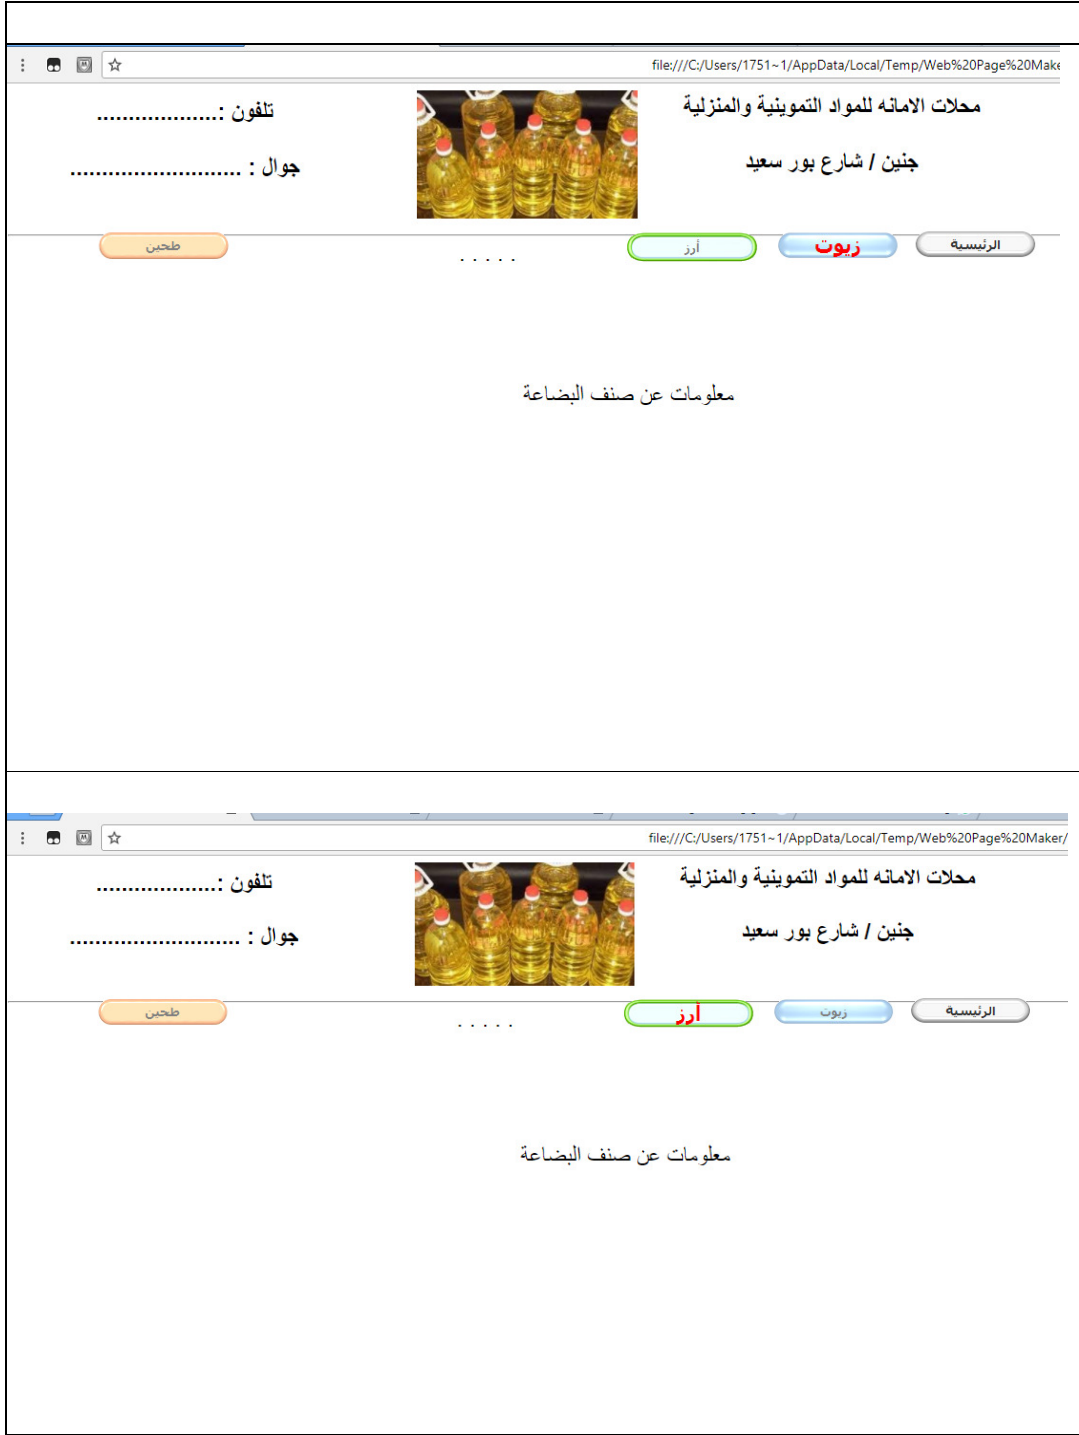 file:///C:/Users/1751~1/AppData/Local/Temp/Web%20Page%20Make
محلات الامانه للمواد التموينية والمنزلية
تلفون :...................
جنين / شارع بور سعيد
جوال : ...........................
الرئيسية
زيوت
أرز
. . . . .
طحين
معلومات عن صنف البضاعة
file:///C:/Users/1751~1/AppData/Local/Temp/Web%20Page%20Maker/
محلات الامانه للمواد التموينية والمنزلية
تلفون :...................
جنين / شارع بور سعيد
جوال : ...........................
الرئيسية
زيوت
أرز
. . . . .
طحين
معلومات عن صنف البضاعة